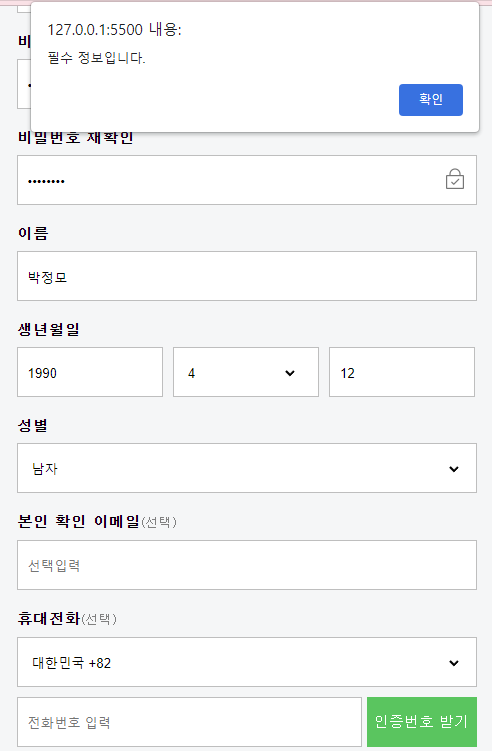 127.0.0.1:5500 내용:
필수 정보입니다.
확인
비밀번호 재확인
••••••••
이름
박정모
생년월일
1990 4 12
성별
남자
본인 확인 이메일(선택)
선택입력
휴대전화(선택)
대한민국 +82
전화번호 입력 인증번호 받기